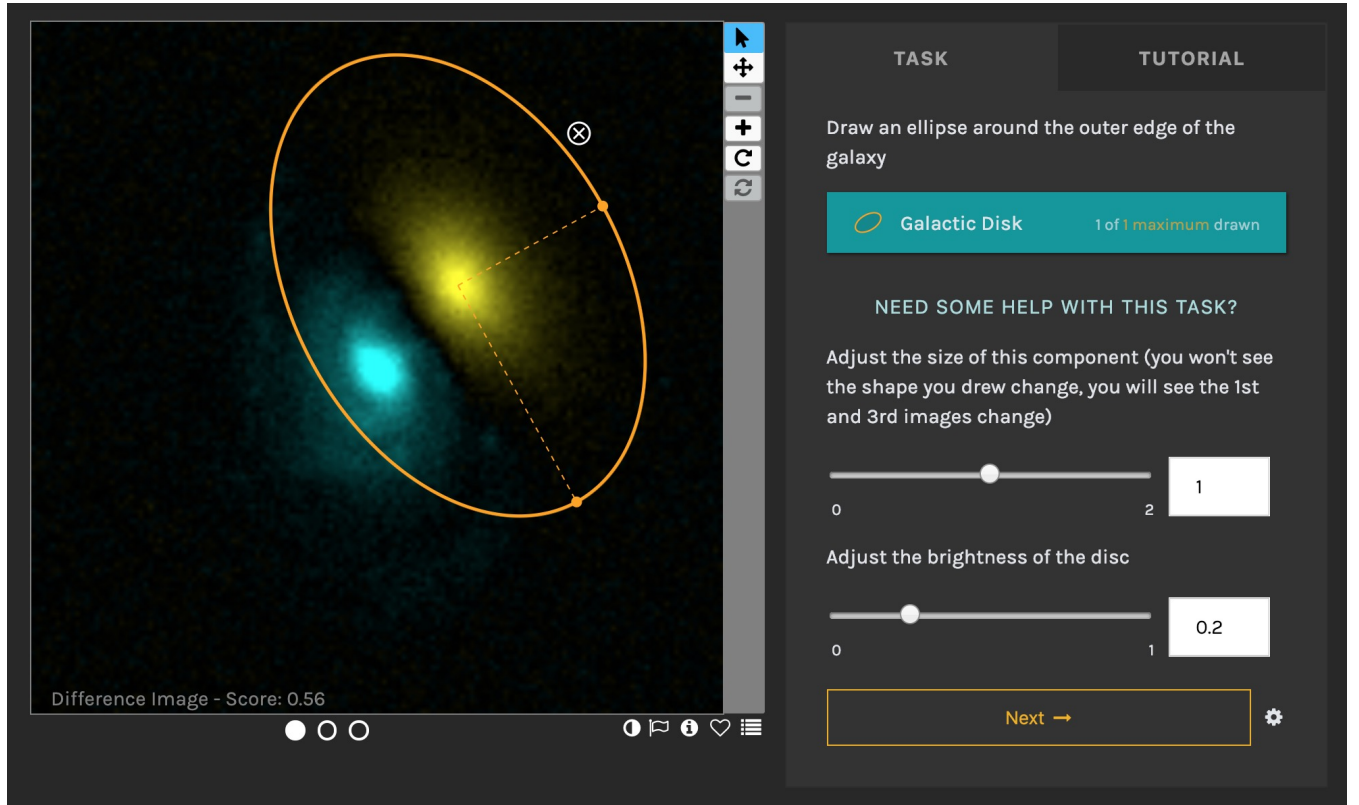 TASK
TUTORIAL
Draw an ellipse around the outer edge of the
galaxy
Galactic Disk
1 of 1 maximum drawn
NEED SOME HELP WITH THIS TASK?
Adjust the size of this component (you won't see
the shape you drew change, you will see the 1st
and 3rd images change)
1
0
2
Adjust the brightness of the disc
0.2
0
1
Difference Image - Score: 0.56
Next →